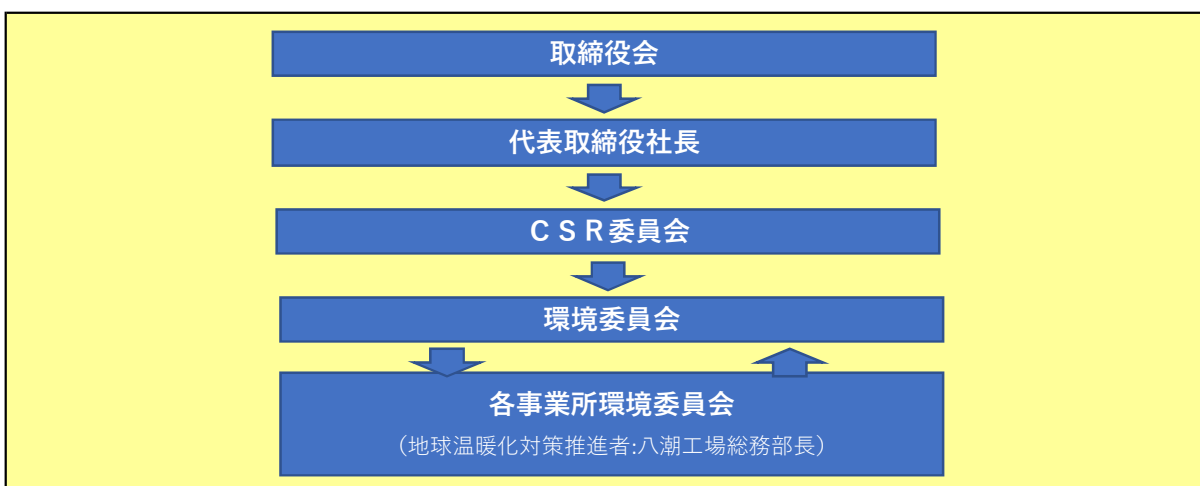 取締役会
代表取締役社長
ＣＳＲ委員会
環境委員会
各事業所環境委員会
（地球温暖化対策推進者:八潮工場総務部長）